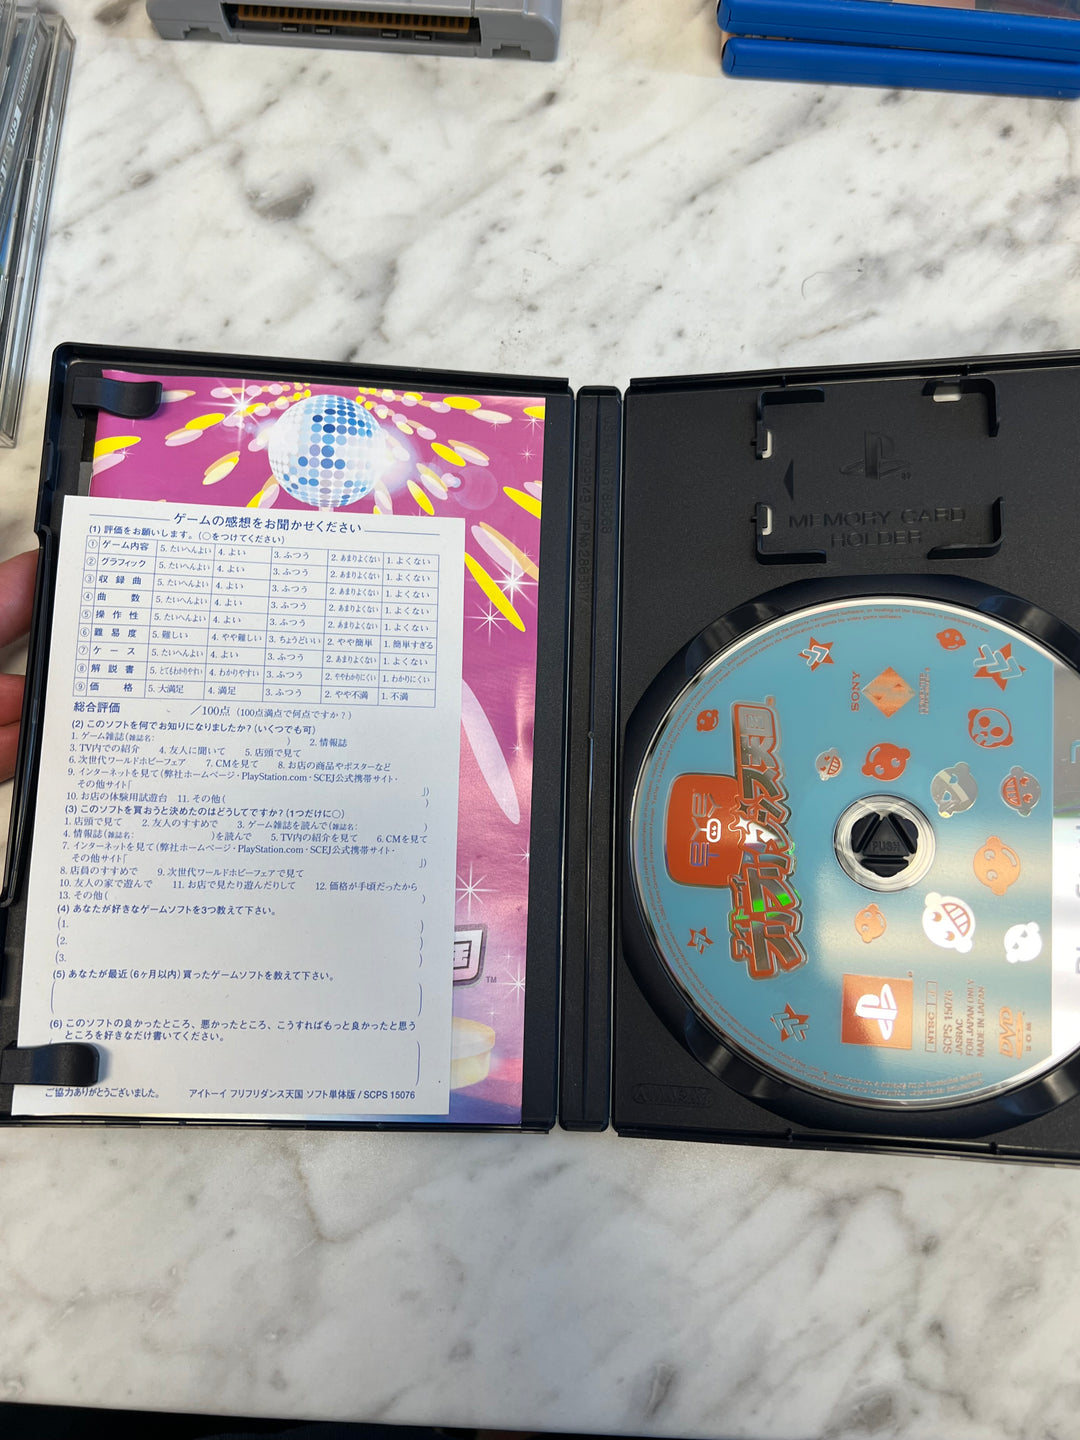 ゲームの感想をお聞かせください
(1) 評価をお願いします。(○をつけてください)
① ゲーム内容 5. たいへんよい 4. よい 3. ふつう 2. あまりよくない 1. よくない
② グラフィック 5. たいへんよい 4. よい 3. ふつう 2. あまりよくない 1. よくない
③ 収録曲 5. たいへんよい 4. よい 3. ふつう 2. あまりよくない 1. よくない
④ 曲数 5. たいへんよい 4. よい 3. ふつう 2. あまりよくない 1. よくない
⑤ 操作性 5. たいへんよい 4. よい 3. ふつう 2. あまりよくない 1. よくない
⑥ 難易度 5. 難しい 4. やや難しい 3. ちょうどいい 2. やや簡単 1. 簡単すぎる
⑦ ケース 5. たいへんよい 4. よい 3. ふつう 2. あまりよくない 1. よくない
⑧ 解説書 5. とてもわかりやすい 4. わかりやすい 3. ふつう 2. ややわかりにくい 1. わかりにくい
⑨ 価格 5. 大満足 4. 満足 3. ふつう 2. やや不満 1. 不満
総合評価 /100点 (100点満点で何点ですか?)
(2) このソフトを何でお知りになりましたか? (いくつでも可)
1. ゲーム雑誌(雑誌名: ) 2. 情報誌
3. TV内での紹介 4. 友人に聞いて 5. 店頭で見て
6. 次世代ワールドホビーフェア 7. CMを見て 8. お店の商品やポスターなど
9. インターネットを見て(弊社ホームページ・PlayStation.com・SCEJ公式携帯サイト・
その他サイト「 」)
10. お店の体験用試遊台 11. その他( )
(3) このソフトを買おうと決めたのはどうしてですか? (1つだけに○)
1. 店頭で見て 2. 友人のすすめで 3. ゲーム雑誌を読んで(雑誌名: )
4. 情報誌(雑誌名: )を読んで 5. TV内の紹介を見て 6. CMを見て
7. インターネットを見て(弊社ホームページ・PlayStation.com・SCEJ公式携帯サイト・
その他サイト「 」)
8. 店員のすすめで 9. 次世代ワールドホビーフェアで見て
10. 友人の家で遊んで 11. お店で見たり遊んだりして 12. 価格が手頃だったから
13. その他( )
(4) あなたが好きなゲームソフトを3つ教えて下さい。
(1. )
(2. )
(3. )
(5) あなたが最近(6ヶ月以内)買ったゲームソフトを教えて下さい。
(6) このソフトの良かったところ、悪かったところ、こうすればもっと良かったと思う
ところを好きなだけ書いてください。
ご協力ありがとうございました。 アイトーイ フリフリダンス天国 ソフト単体版 / SCPS 15076
TM
MEMORY CARD
HOLDER
PUSH
SONY
EYE
TOY
アイトーイ
フリフリダンス天国
NTSC J
SCPS 15076
JASRAC
FOR JAPAN ONLY
MADE IN JAPAN
DVD
ROM